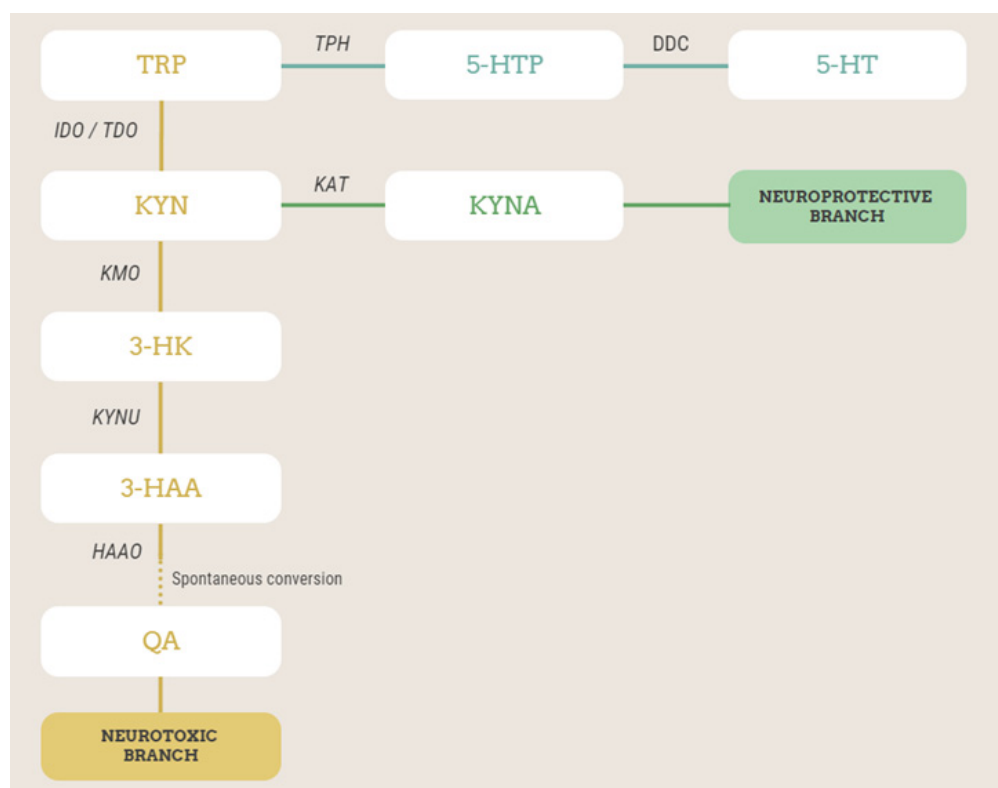 TRP
TPH
5-HTP
DDC
5-HT
IDO / TDO
KYN
KAT
KYNA
NEUROPROTECTIVE
BRANCH
KMO
3-HK
KYNU
3-HAA
HAAO
Spontaneous conversion
QA
NEUROTOXIC
BRANCH